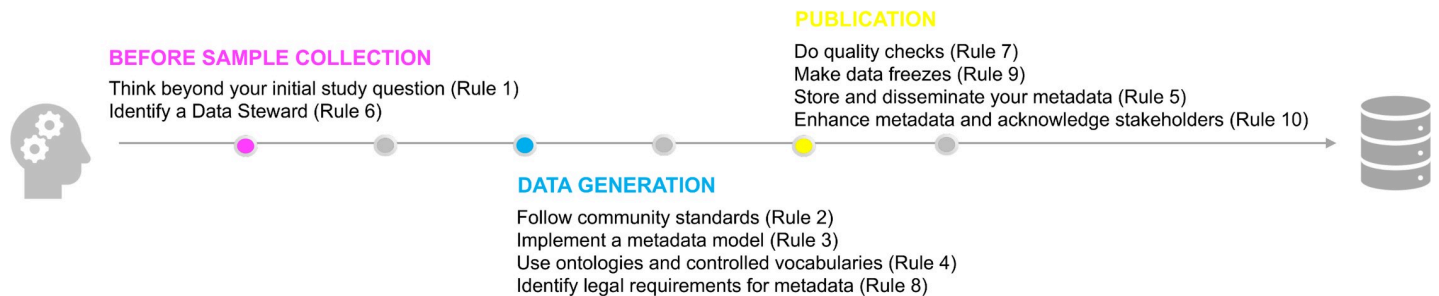 BEFORE SAMPLE COLLECTION
Think beyond your initial study question (Rule 1)
Identify a Data Steward (Rule 6)
DATA GENERATION
Follow community standards (Rule 2)
Implement a metadata model (Rule 3)
Use ontologies and controlled vocabularies (Rule 4)
Identify legal requirements for metadata (Rule 8)
PUBLICATION
Do quality checks (Rule 7)
Make data freezes (Rule 9)
Store and disseminate your metadata (Rule 5)
Enhance metadata and acknowledge stakeholders (Rule 10)